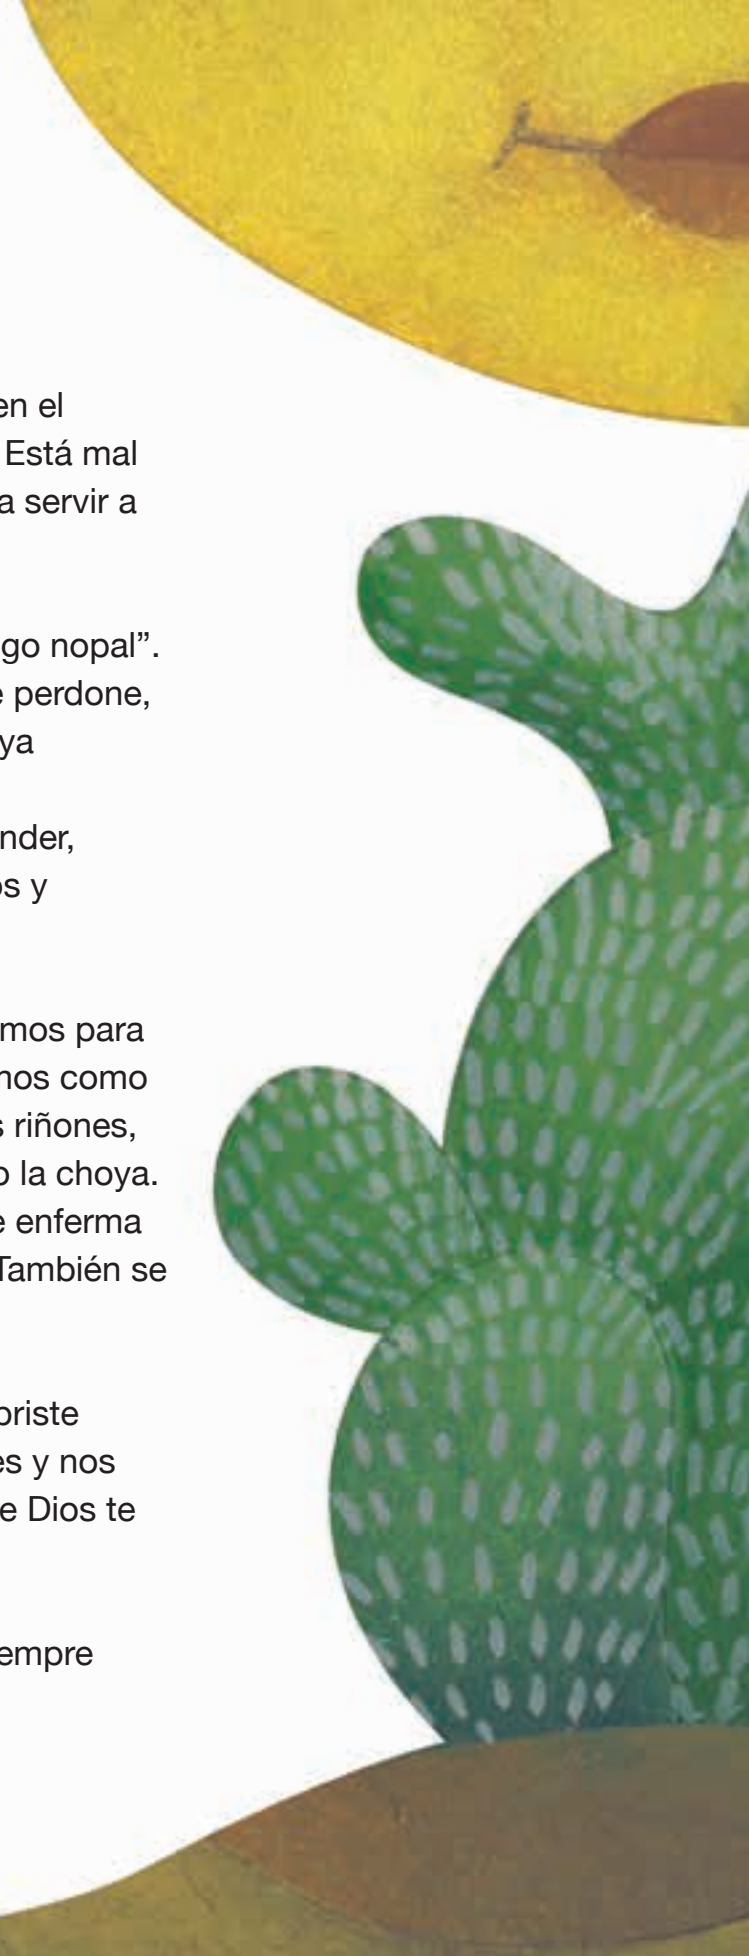 en el
Está mal
a servir a
go nopal”.
e perdone,
ya
nder,
os y
mos para
nos como
s riñones,
o la choya.
e enferma
También se
briste
es y nos
e Dios te
empre